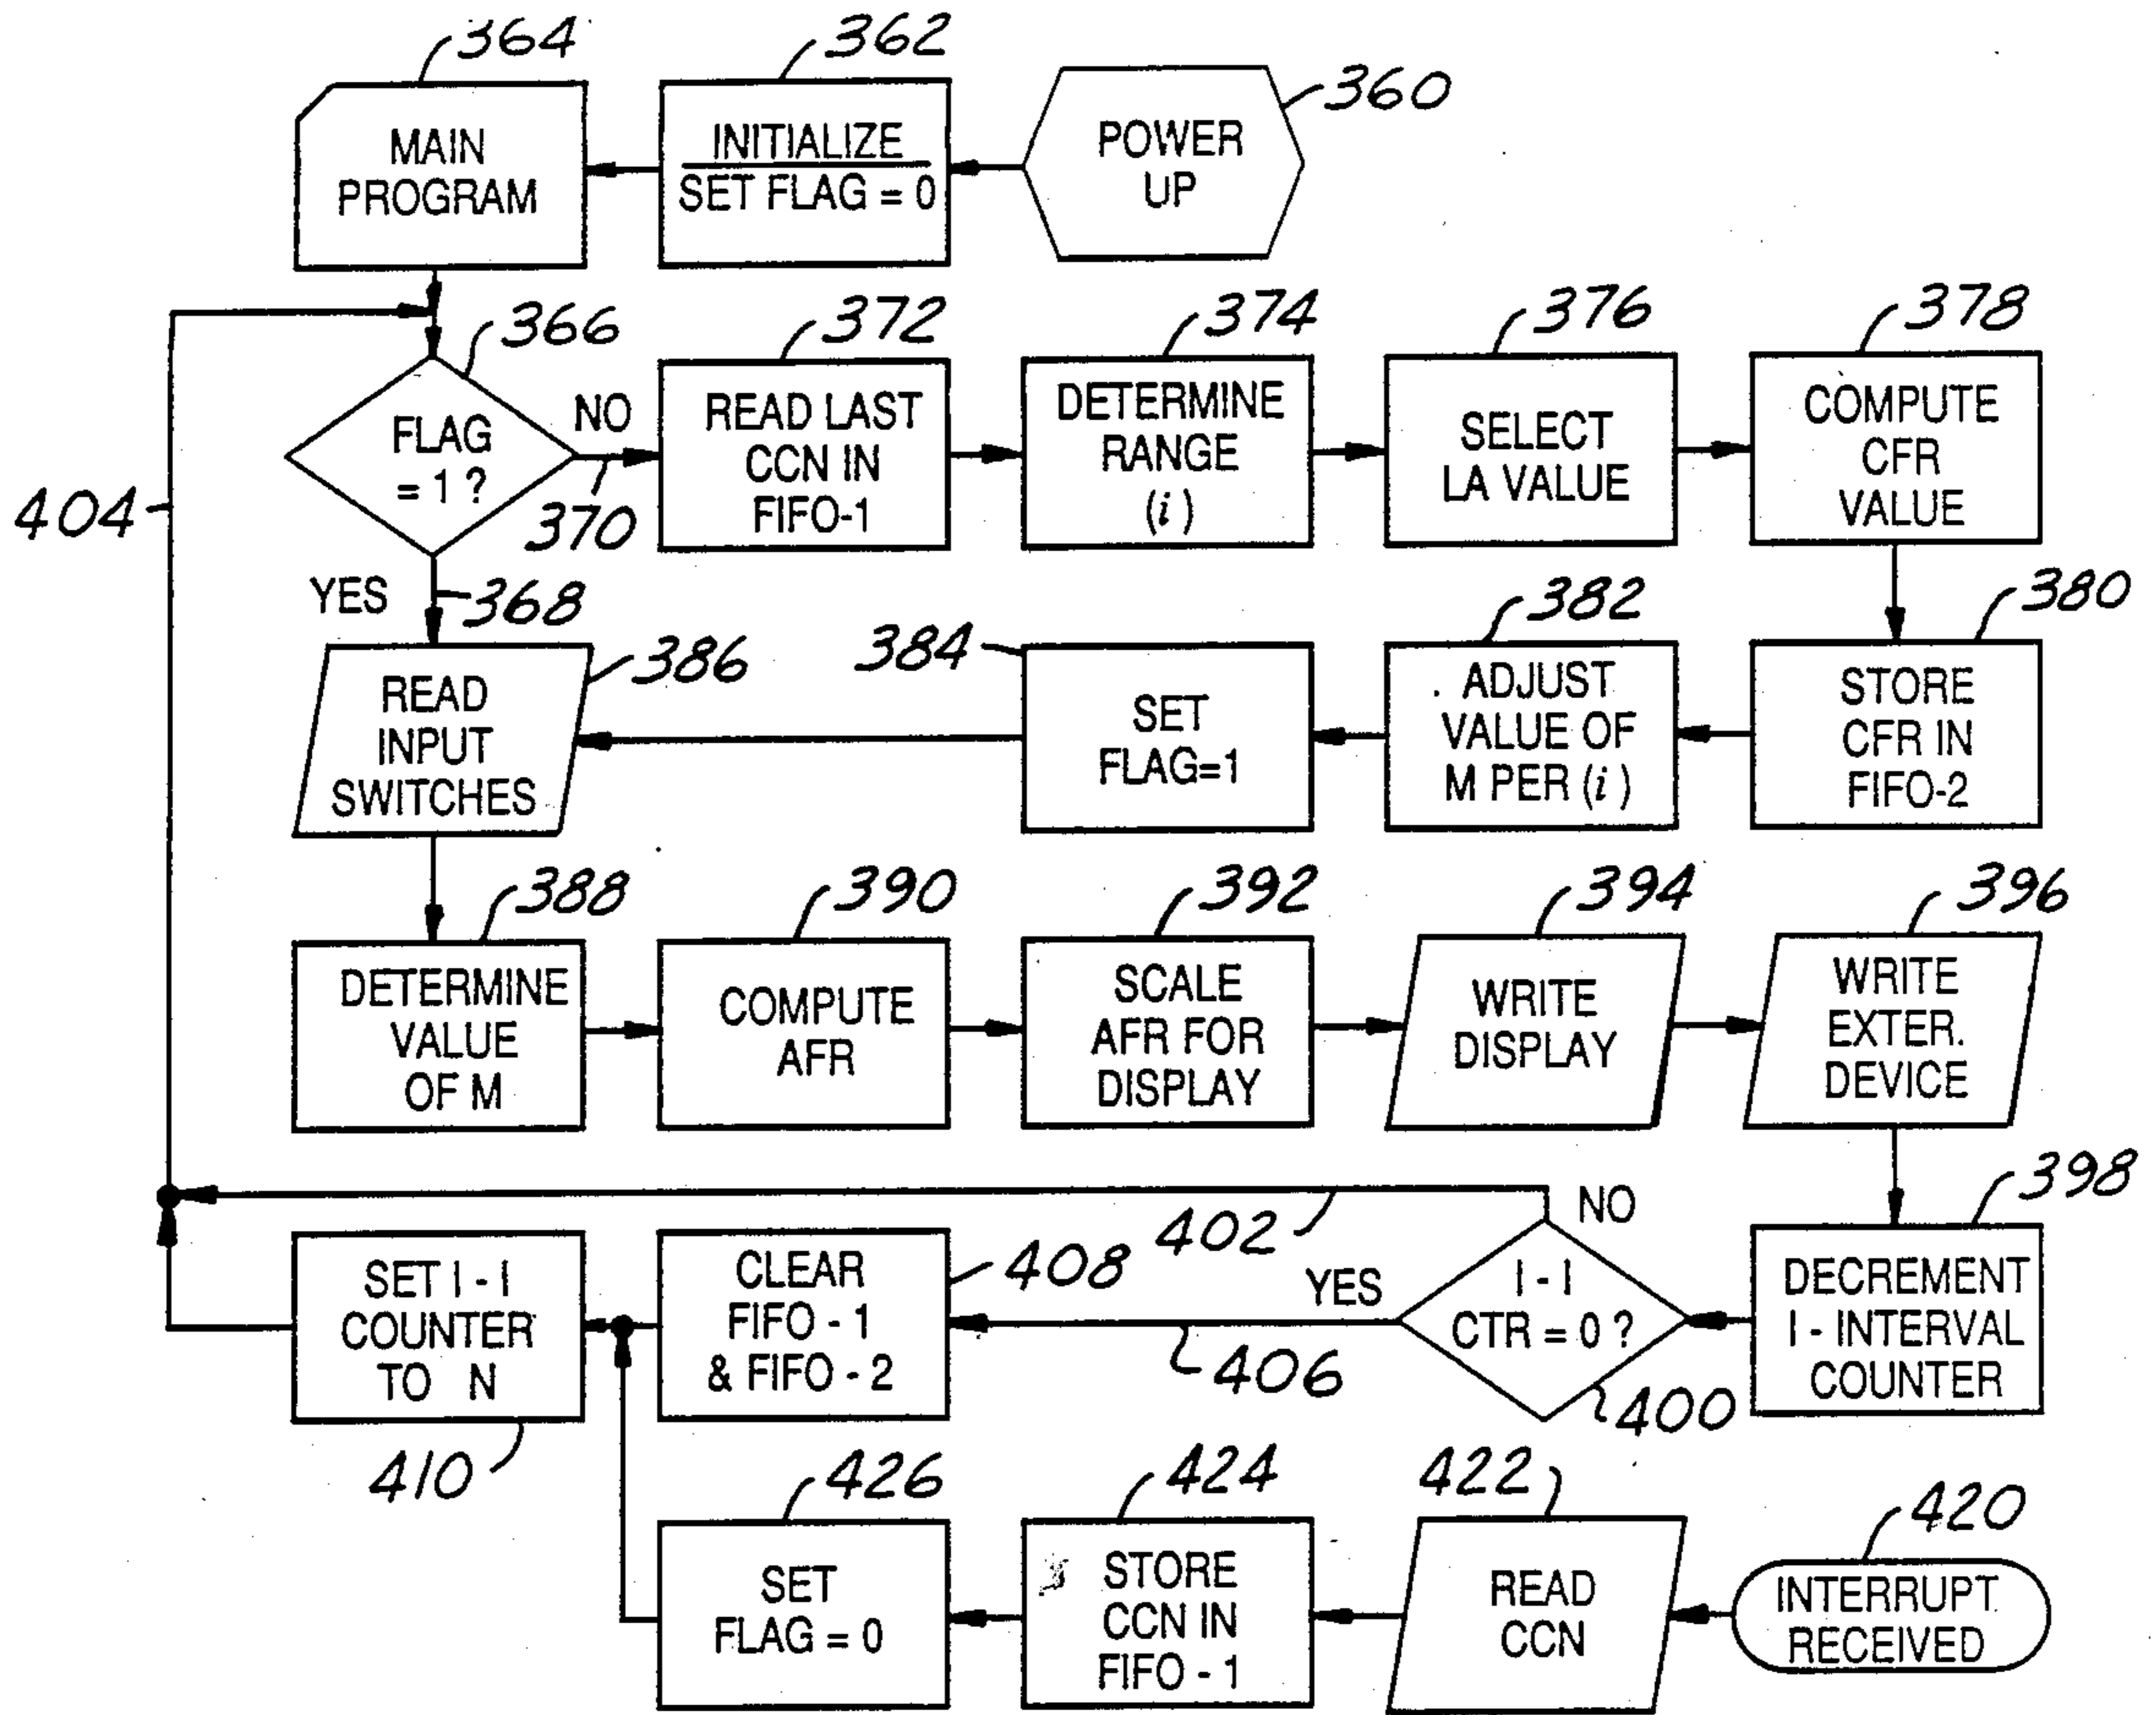 364
362
360
MAIN
PROGRAM
INITIALIZE
SET FLAG = 0
POWER
UP
366
372
374
376
378
FLAG
= 1 ?
NO
370
READ LAST
CCN IN
FIFO-1
DETERMINE
RANGE
(i)
SELECT
LA VALUE
COMPUTE
CFR
VALUE
404
YES
368
386
384
382
380
READ
INPUT
SWITCHES
SET
FLAG=1
ADJUST
VALUE OF
M PER (i)
STORE
CFR IN
FIFO-2
388
390
392
394
396
DETERMINE
VALUE
OF M
COMPUTE
AFR
SCALE
AFR FOR
DISPLAY
WRITE
DISPLAY
WRITE
EXTER.
DEVICE
402
NO
398
SET I - I
COUNTER
TO N
410
CLEAR
FIFO - 1
& FIFO - 2
408
YES
406
I - I
CTR = 0 ?
400
DECREMENT
I - INTERVAL
COUNTER
426
424
422
420
SET
FLAG = 0
STORE
CCN IN
FIFO - 1
READ
CCN
INTERRUPT
RECEIVED